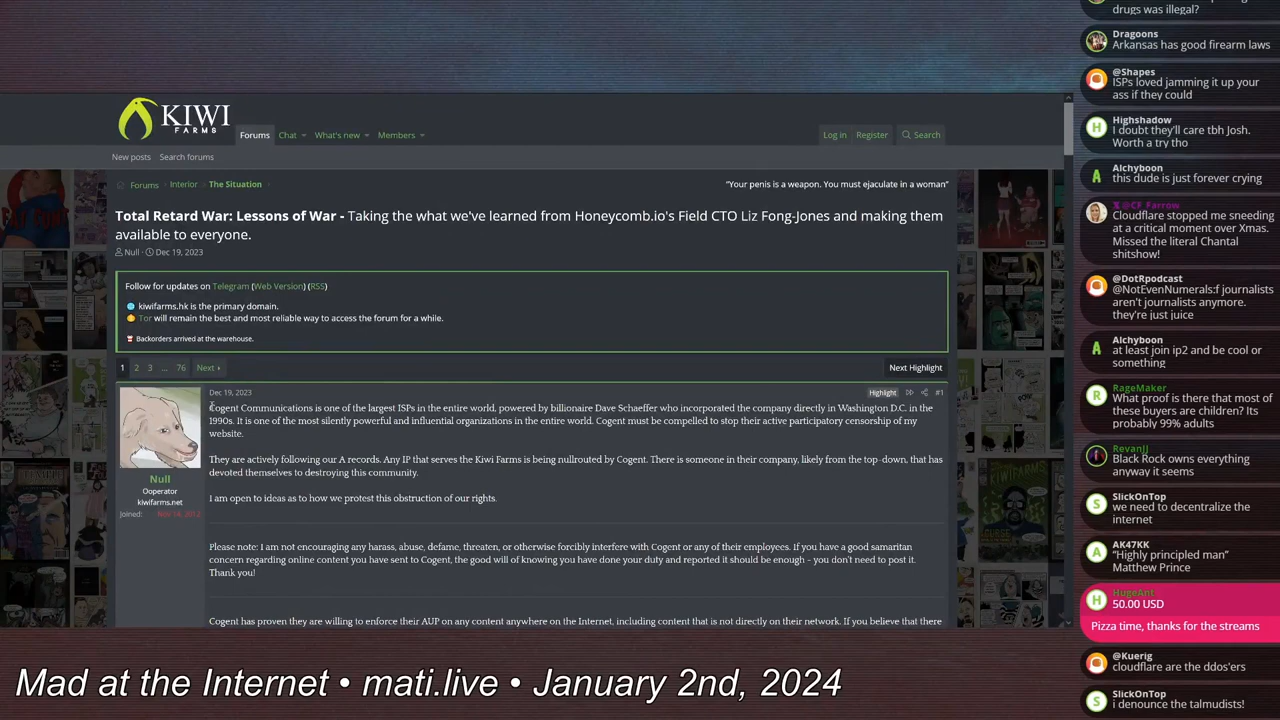 KIWI
FARMS
Forums
Chat
What's new
Members
Log in
Register
Search
New posts
Search forums
Forums
Interior
The Situation
"Your penis is a weapon. You must ejaculate in a woman"
Total Retard War: Lessons of War - Taking the what we've learned from Honeycomb.io's Field CTO Liz Fong-Jones and making them
available to everyone.
Null
Dec 19, 2023
Follow for updates on Telegram (Web Version) (RSS)
kiwifarms.hk is the primary domain.
Tor will remain the best and most reliable way to access the forum for a while.
Backorders arrived at the warehouse.
1
2
3
...
76
Next
Next Highlight
Dec 19, 2023
Highlight
#1
Null
Ooperator
kiwifarms.net
Joined:
Nov 14, 2012
Cogent Communications is one of the largest ISPs in the entire world, powered by billionaire Dave Schaeffer who incorporated the company directly in Washington D.C. in the
1990s. It is one of the most silently powerful and influential organizations in the entire world. Cogent must be compelled to stop their active participatory censorship of my
website.
They are actively following our A records. Any IP that serves the Kiwi Farms is being nullrouted by Cogent. There is someone in their company, likely from the top-down, that has
devoted themselves to destroying this community.
I am open to ideas as to how we protest this obstruction of our rights.
Please note: I am not encouraging any harass, abuse, defame, threaten, or otherwise forcibly interfere with Cogent or any of their employees. If you have a good samaritan
concern regarding online content you have sent to Cogent, the good will of knowing you have done your duty and reported it should be enough - you don't need to post it.
Thank you!
Cogent has proven they are willing to enforce their AUP on any content anywhere on the Internet, including content that is not directly on their network. If you believe that there
drugs was illegal?
Dragoons
Arkansas has good firearm laws
@Shapes
ISPs loved jamming it up your
ass if they could
Highshadow
I doubt they'll care tbh Josh.
Worth a try tho
Alchyboon
this dude is just forever crying
@CF_Farrow
Cloudflare stopped me sneeding
at a critical moment over Xmas.
Missed the literal Chantal
shitshow!
@DotRpodcast
@NotEvenNumerals:f journalists
aren't journalists anymore.
they're just juice
Alchyboon
at least join ip2 and be cool or
something
RageMaker
What proof is there that most of
these buyers are children? Its
probably 99% adults
RevanJJ
Black Rock owns everything
anyway it seems
SlickOnTop
we need to decentralize the
internet
AK47KK
"Highly principled man"
Matthew Prince
HugeAnt
50.00 USD
Pizza time, thanks for the streams
@Kuerig
cloudflare are the ddos'ers
SlickOnTop
i denounce the talmudists!
Mad at the Internet • mati.live • January 2nd, 2024